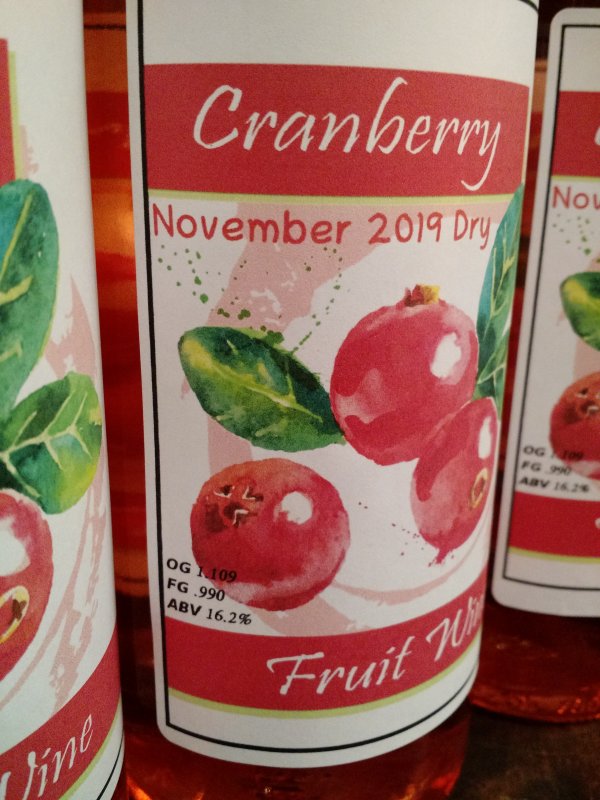 Cranberry
November 2019 Dry
OG 1.109
FG .990
ABV 16.2%
Fruit Win
Wine
Nov
OG 1.109
FG .990
ABV 16.2%